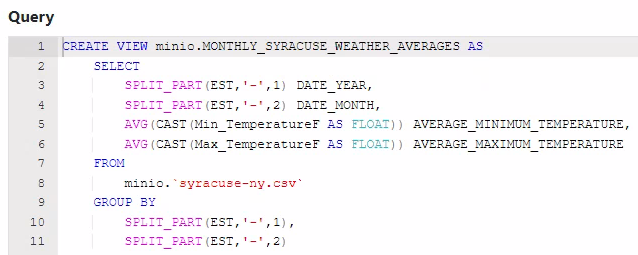 Query
1 CREATE VIEW minio.MONTHLY_SYRACUSE_WEATHER_AVERAGES AS
2 SELECT
3 SPLIT_PART(EST,'-',1) DATE_YEAR,
4 SPLIT_PART(EST,'-',2) DATE_MONTH,
5 AVG(CAST(Min_TemperatureF AS FLOAT)) AVERAGE_MINIMUM_TEMPERATURE,
6 AVG(CAST(Max_TemperatureF AS FLOAT)) AVERAGE_MAXIMUM_TEMPERATURE
7 FROM
8 minio.`syracuse-ny.csv`
9 GROUP BY
10 SPLIT_PART(EST,'-',1),
11 SPLIT_PART(EST,'-',2)